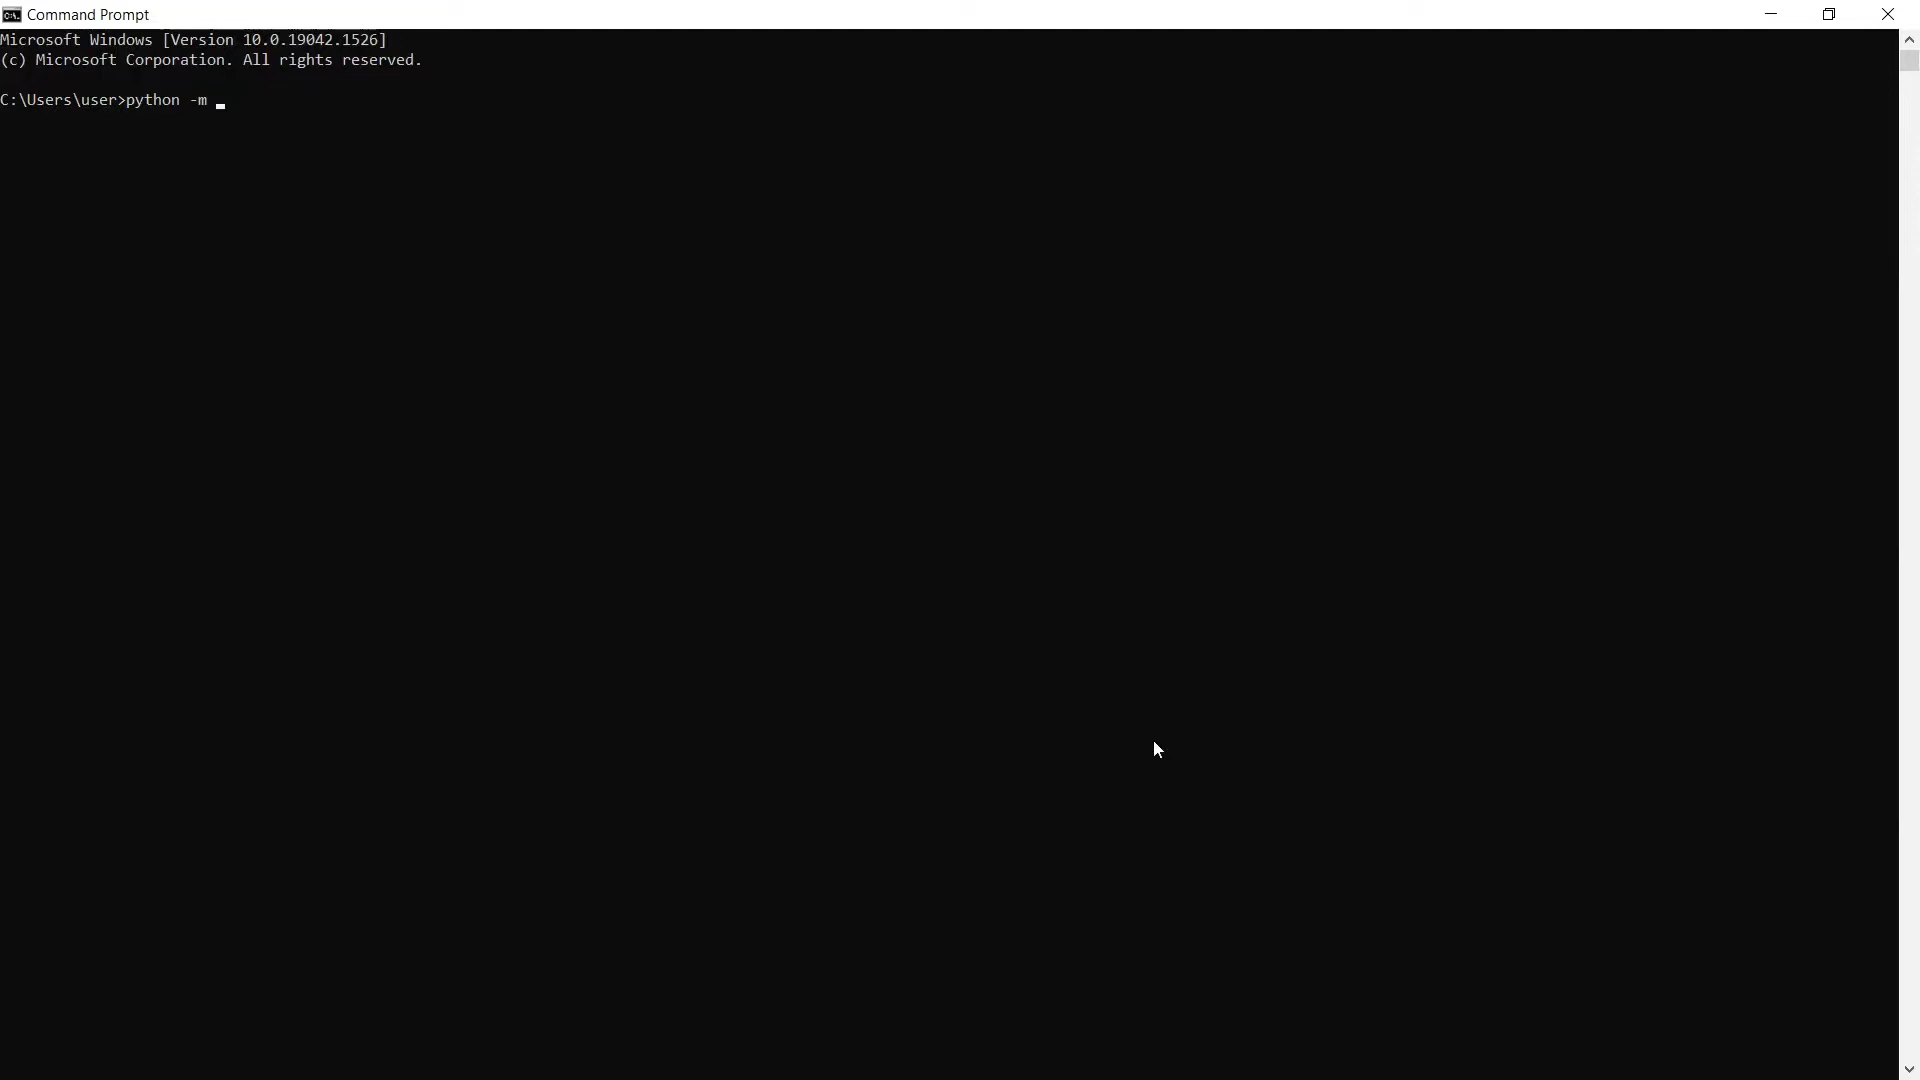 Command Prompt
Microsoft Windows [Version 10.0.19042.1526]
(c) Microsoft Corporation. All rights reserved.
C:\Users\user>python -m